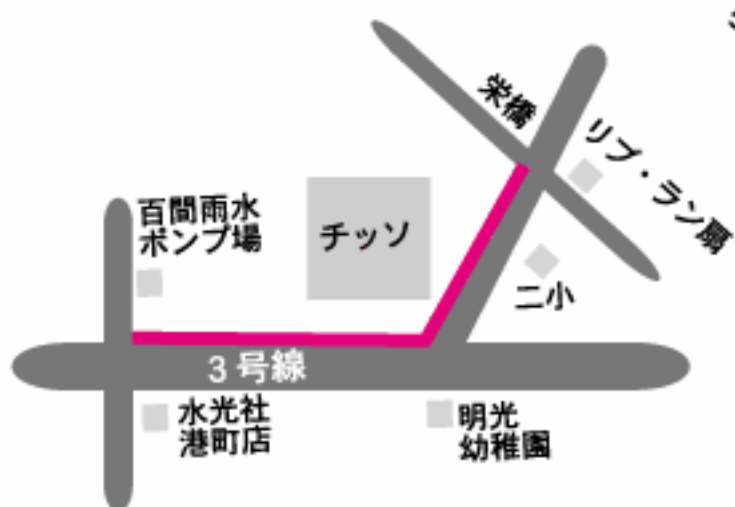 栄橋
リブ・ラン扇
百間雨水
ポンプ場
チッソ
二小
3号線
水光社
港町店
明光
幼稚園